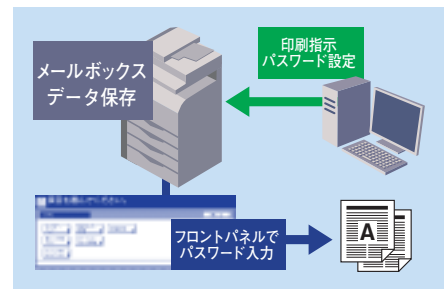 メールボックス
データ保存
印刷指示
パスワード設定
フロントパネルで
パスワード入力
A